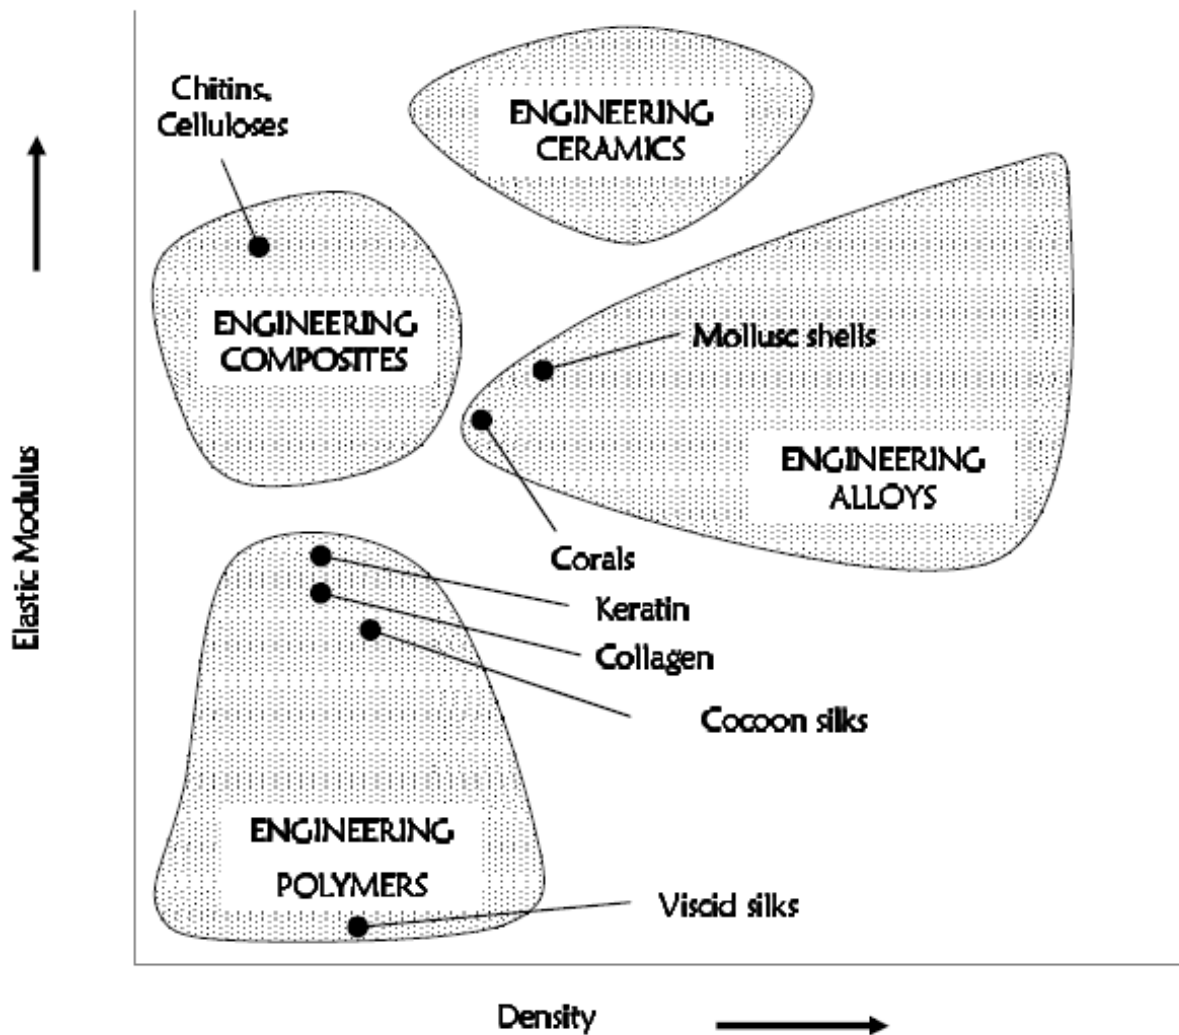 Chitins,
Celluloses
ENGINEERING
CERAMICS
ENGINEERING
COMPOSITES
Mollusc shells
ENGINEERING
ALLOYS
Corals
Keratin
Collagen
Cocoon silks
ENGINEERING
POLYMERS
Viscid silks
Elastic Modulus
Density